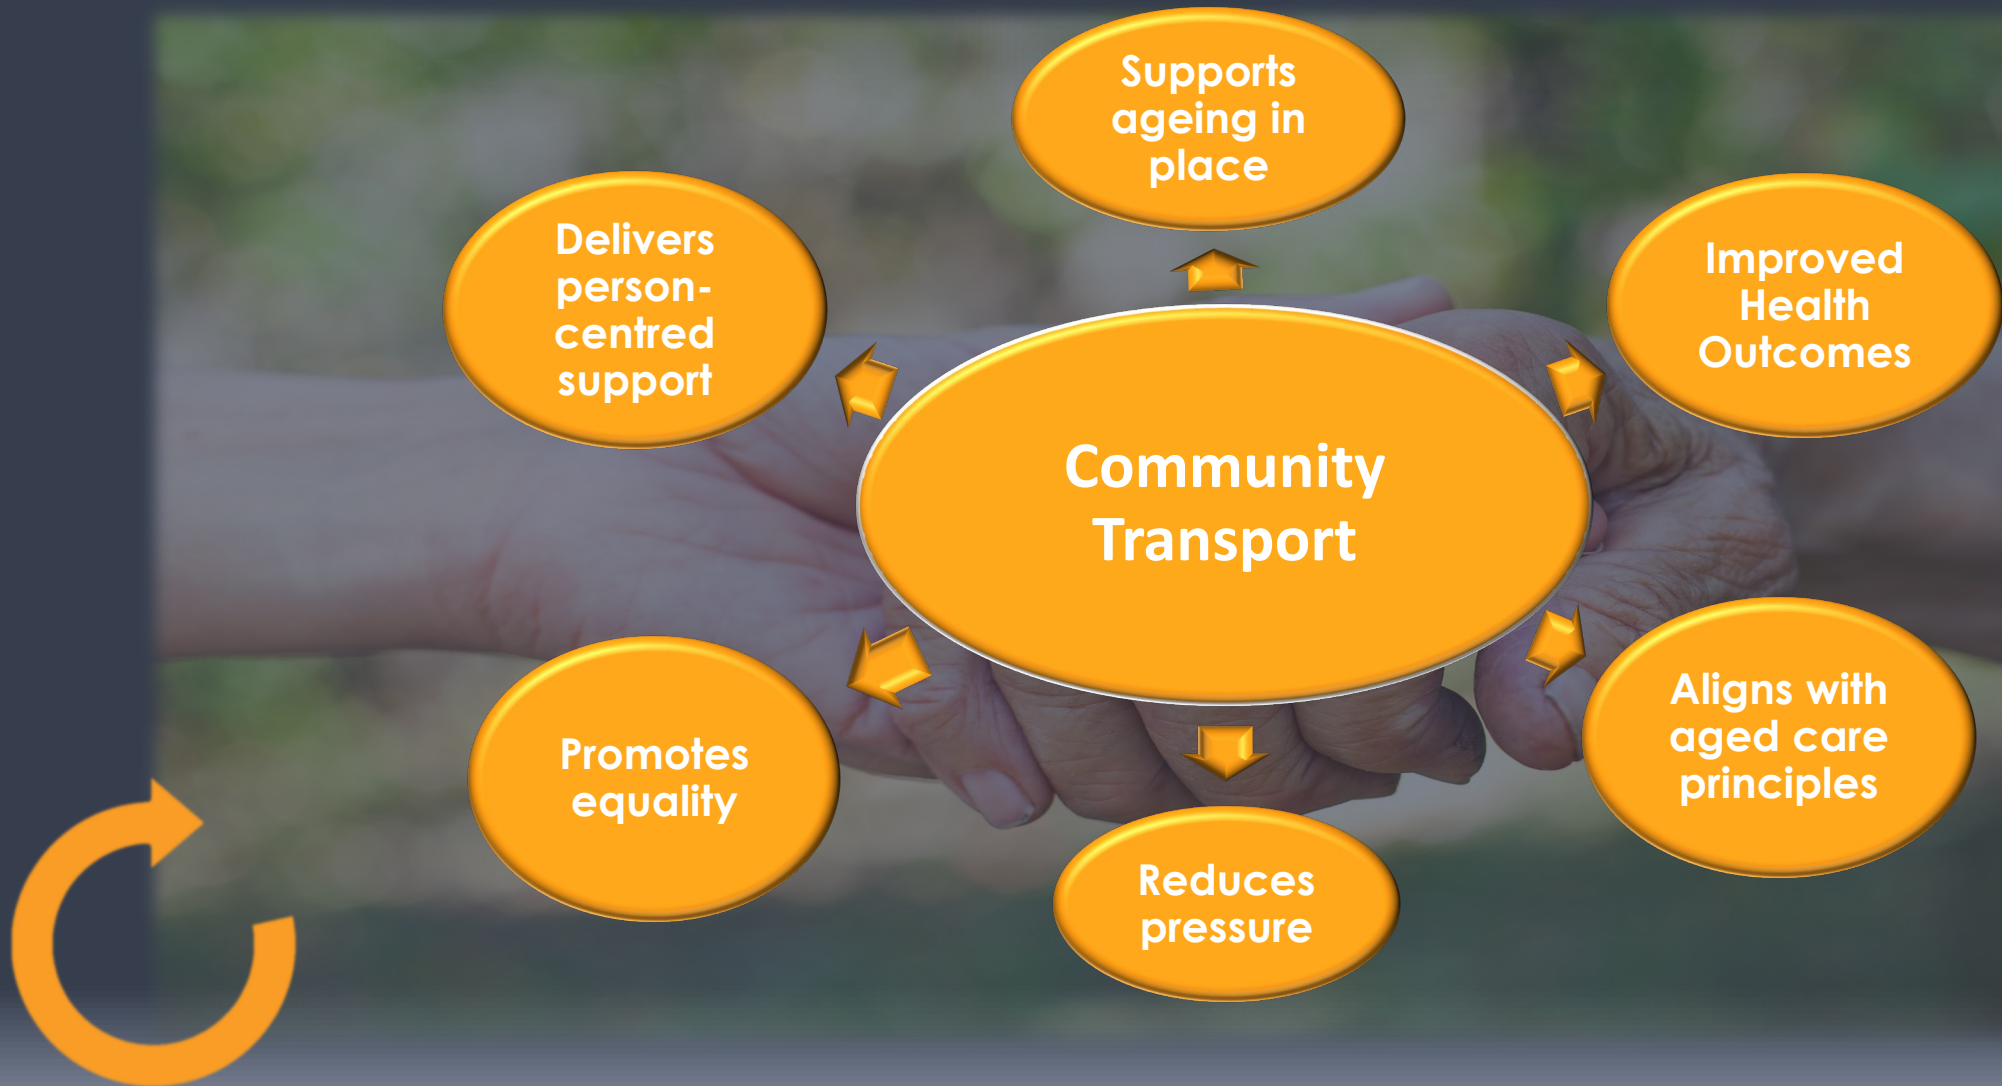 Supports
ageing in
place
Delivers
person-
centred
support
Improved
Health
Outcomes
Community
Transport
Promotes
equality
Aligns with
aged care
principles
Reduces
pressure